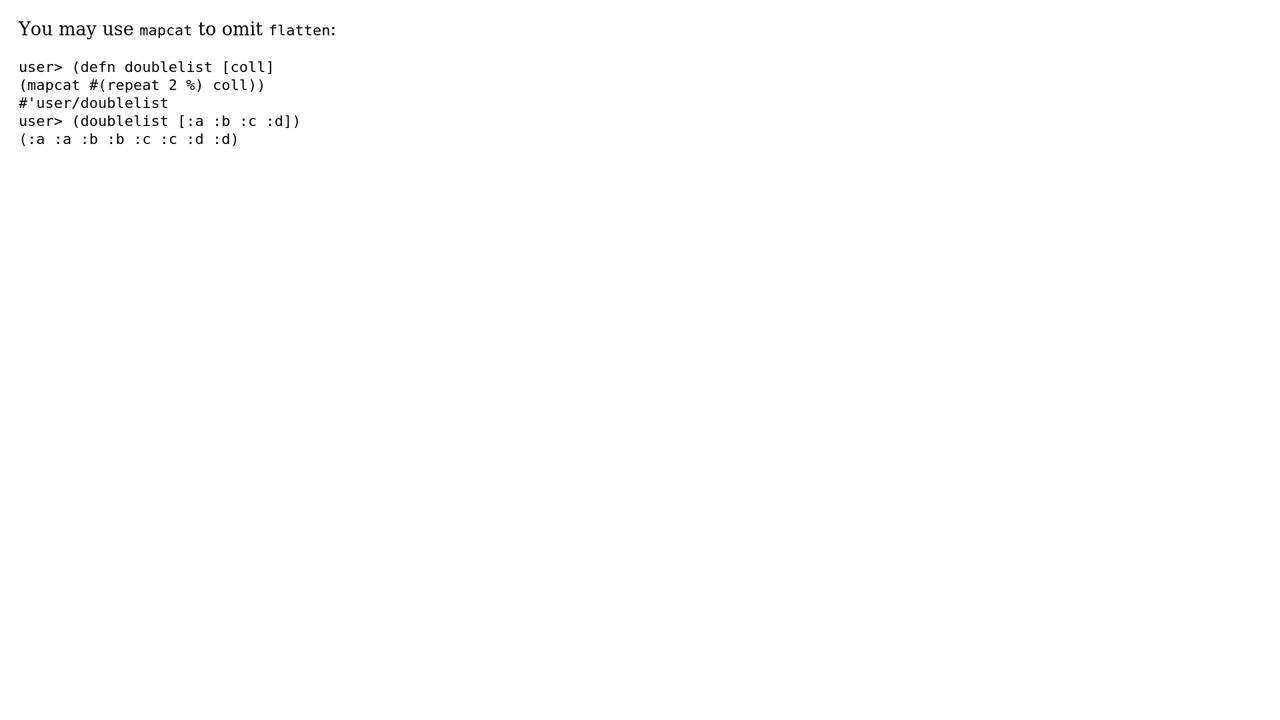 You may use mapcat to omit flatten:
user> (defn doublelist [coll]
(mapcat #(repeat 2 %) coll))
#'user/doublelist
user> (doublelist [:a :b :c :d])
(:a :a :b :b :c :c :d :d)